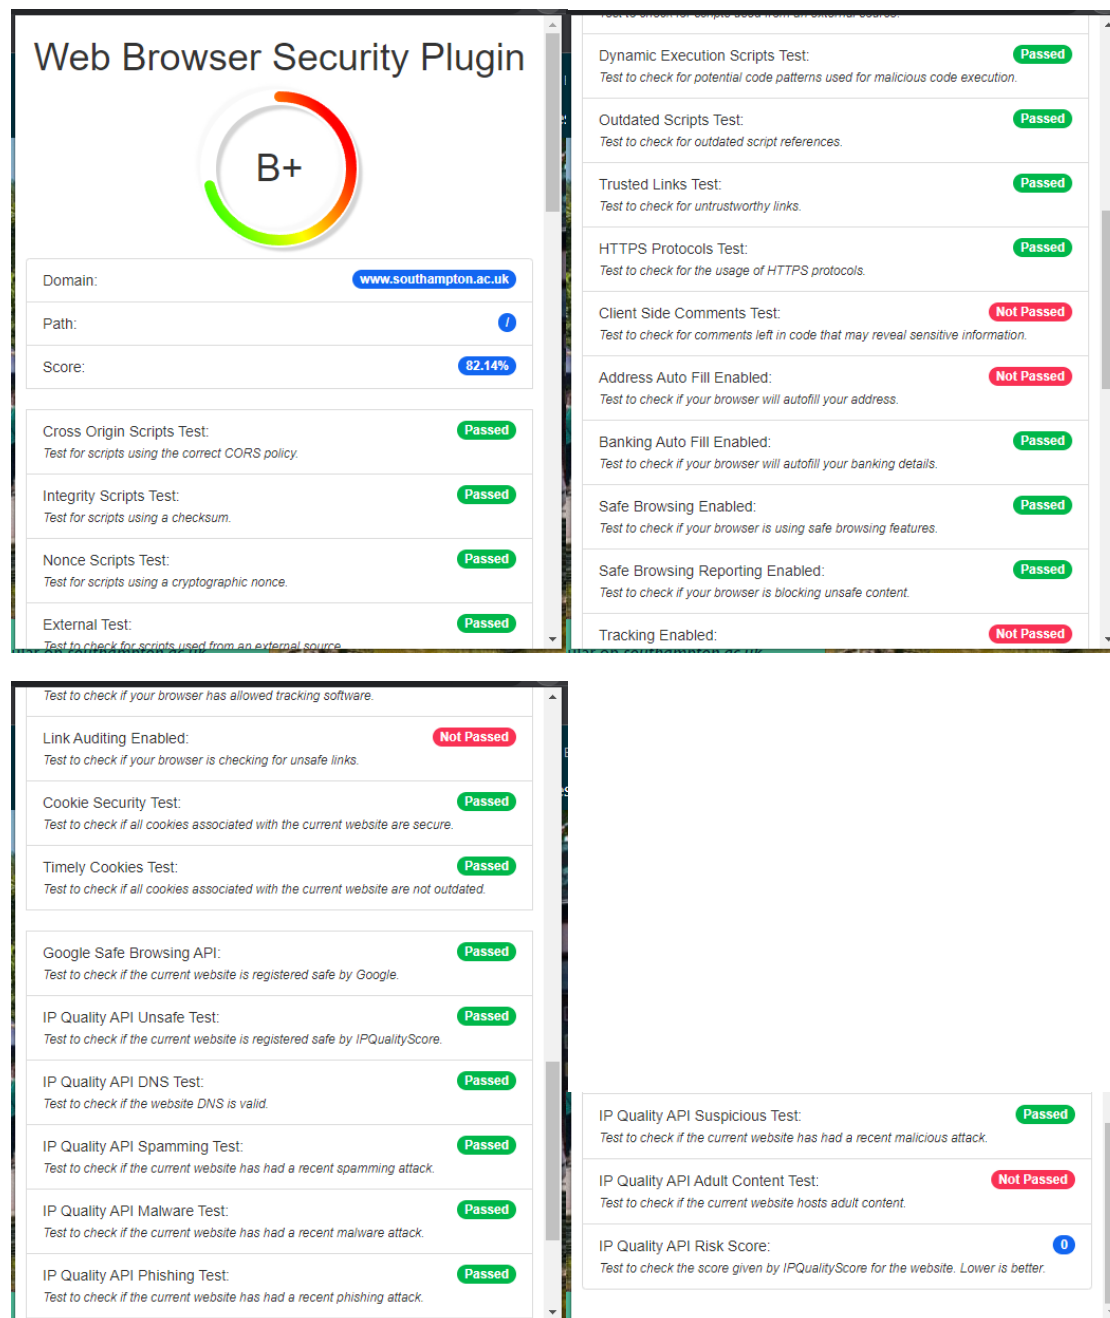 Web Browser Security Plugin
B+
Domain: www.southampton.ac.uk
Path: /
Score: 82.14%
Cross Origin Scripts Test: Passed
Test for scripts using the correct CORS policy.
Integrity Scripts Test: Passed
Test for scripts using a checksum.
Nonce Scripts Test: Passed
Test for scripts using a cryptographic nonce.
External Test: Passed
Test to check for scripts used from an external source.
Test to check for scripts used from an external source.
Dynamic Execution Scripts Test: Passed
Test to check for potential code patterns used for malicious code execution.
Outdated Scripts Test: Passed
Test to check for outdated script references.
Trusted Links Test: Passed
Test to check for untrustworthy links.
HTTPS Protocols Test: Passed
Test to check for the usage of HTTPS protocols.
Client Side Comments Test: Not Passed
Test to check for comments left in code that may reveal sensitive information.
Address Auto Fill Enabled: Not Passed
Test to check if your browser will autofill your address.
Banking Auto Fill Enabled: Passed
Test to check if your browser will autofill your banking details.
Safe Browsing Enabled: Passed
Test to check if your browser is using safe browsing features.
Safe Browsing Reporting Enabled: Passed
Test to check if your browser is blocking unsafe content.
Tracking Enabled: Not Passed
Test to check if your browser has allowed tracking software.
Link Auditing Enabled: Not Passed
Test to check if your browser is checking for unsafe links.
Cookie Security Test: Passed
Test to check if all cookies associated with the current website are secure.
Timely Cookies Test: Passed
Test to check if all cookies associated with the current website are not outdated.
Google Safe Browsing API: Passed
Test to check if the current website is registered safe by Google.
IP Quality API Unsafe Test: Passed
Test to check if the current website is registered safe by IPQualityScore.
IP Quality API DNS Test: Passed
Test to check if the website DNS is valid.
IP Quality API Spamming Test: Passed
Test to check if the current website has had a recent spamming attack.
IP Quality API Malware Test: Passed
Test to check if the current website has had a recent malware attack.
IP Quality API Phishing Test: Passed
Test to check if the current website has had a recent phishing attack.
IP Quality API Suspicious Test: Passed
Test to check if the current website has had a recent malicious attack.
IP Quality API Adult Content Test: Not Passed
Test to check if the current website hosts adult content.
IP Quality API Risk Score: 0
Test to check the score given by IPQualityScore for the website. Lower is better.